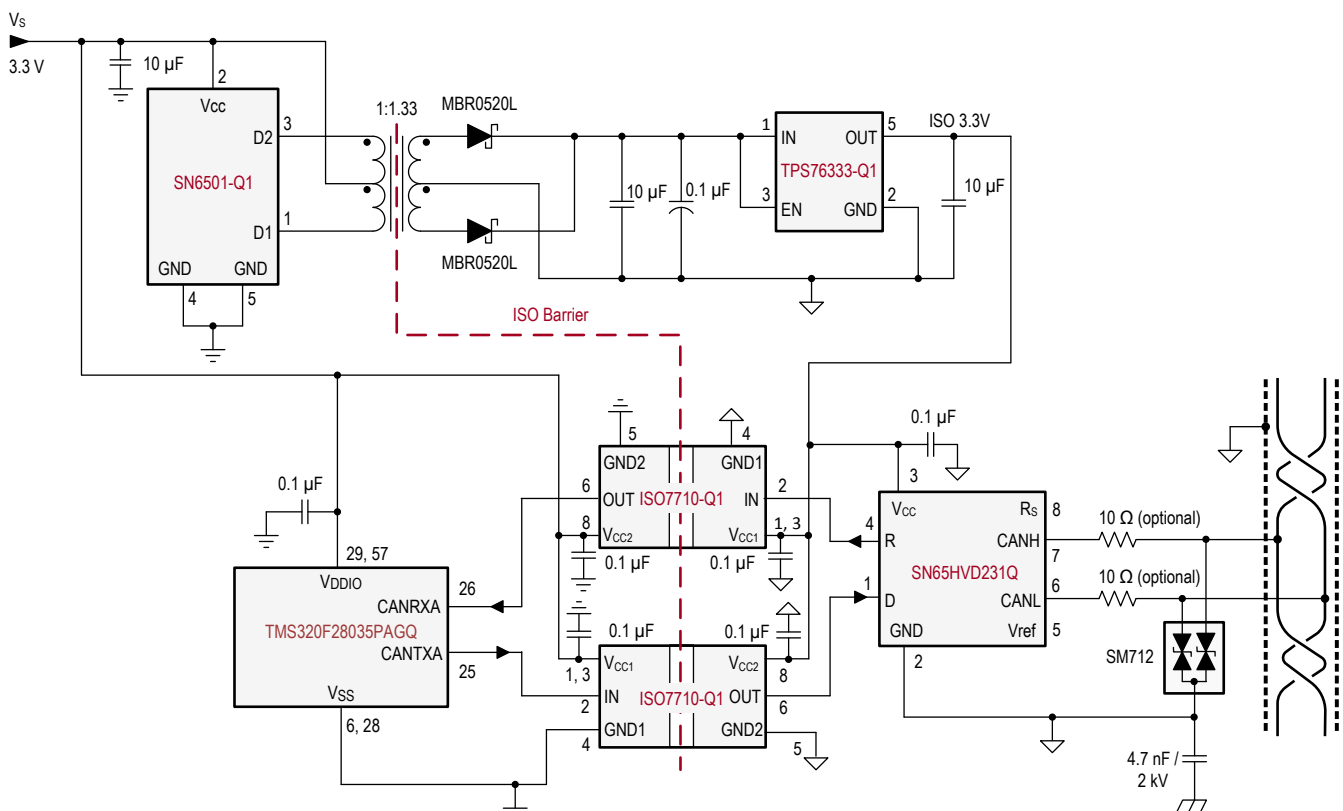 VS
3.3 V
10 µF
2
Vcc
SN6501-Q1
3
D2
1
D1
GND
GND
4
5
1:1.33
MBR0520L
MBR0520L
10 µF
0.1 µF
1
IN
OUT
5
TPS76333-Q1
3
EN
GND
2
ISO 3.3V
10 µF
ISO Barrier
5
GND2
4
GND1
6
OUT
ISO7710-Q1
IN
2
8
VCC2
VCC1
1, 3
0.1 µF
0.1 µF
0.1 µF
29, 57
VDDIO
26
CANRXA
TMS320F28035PAGQ
CANTXA
25
VSS
6, 28
0.1 µF
0.1 µF
1, 3
VCC1
VCC2
8
2
IN
ISO7710-Q1
OUT
6
4
GND1
GND2
5
0.1 µF
3
VCC
RS
8
4
R
CANH
7
SN65HVD231Q
1
D
CANL
6
GND
Vref
5
2
10 Ω (optional)
10 Ω (optional)
SM712
4.7 nF /
2 kV